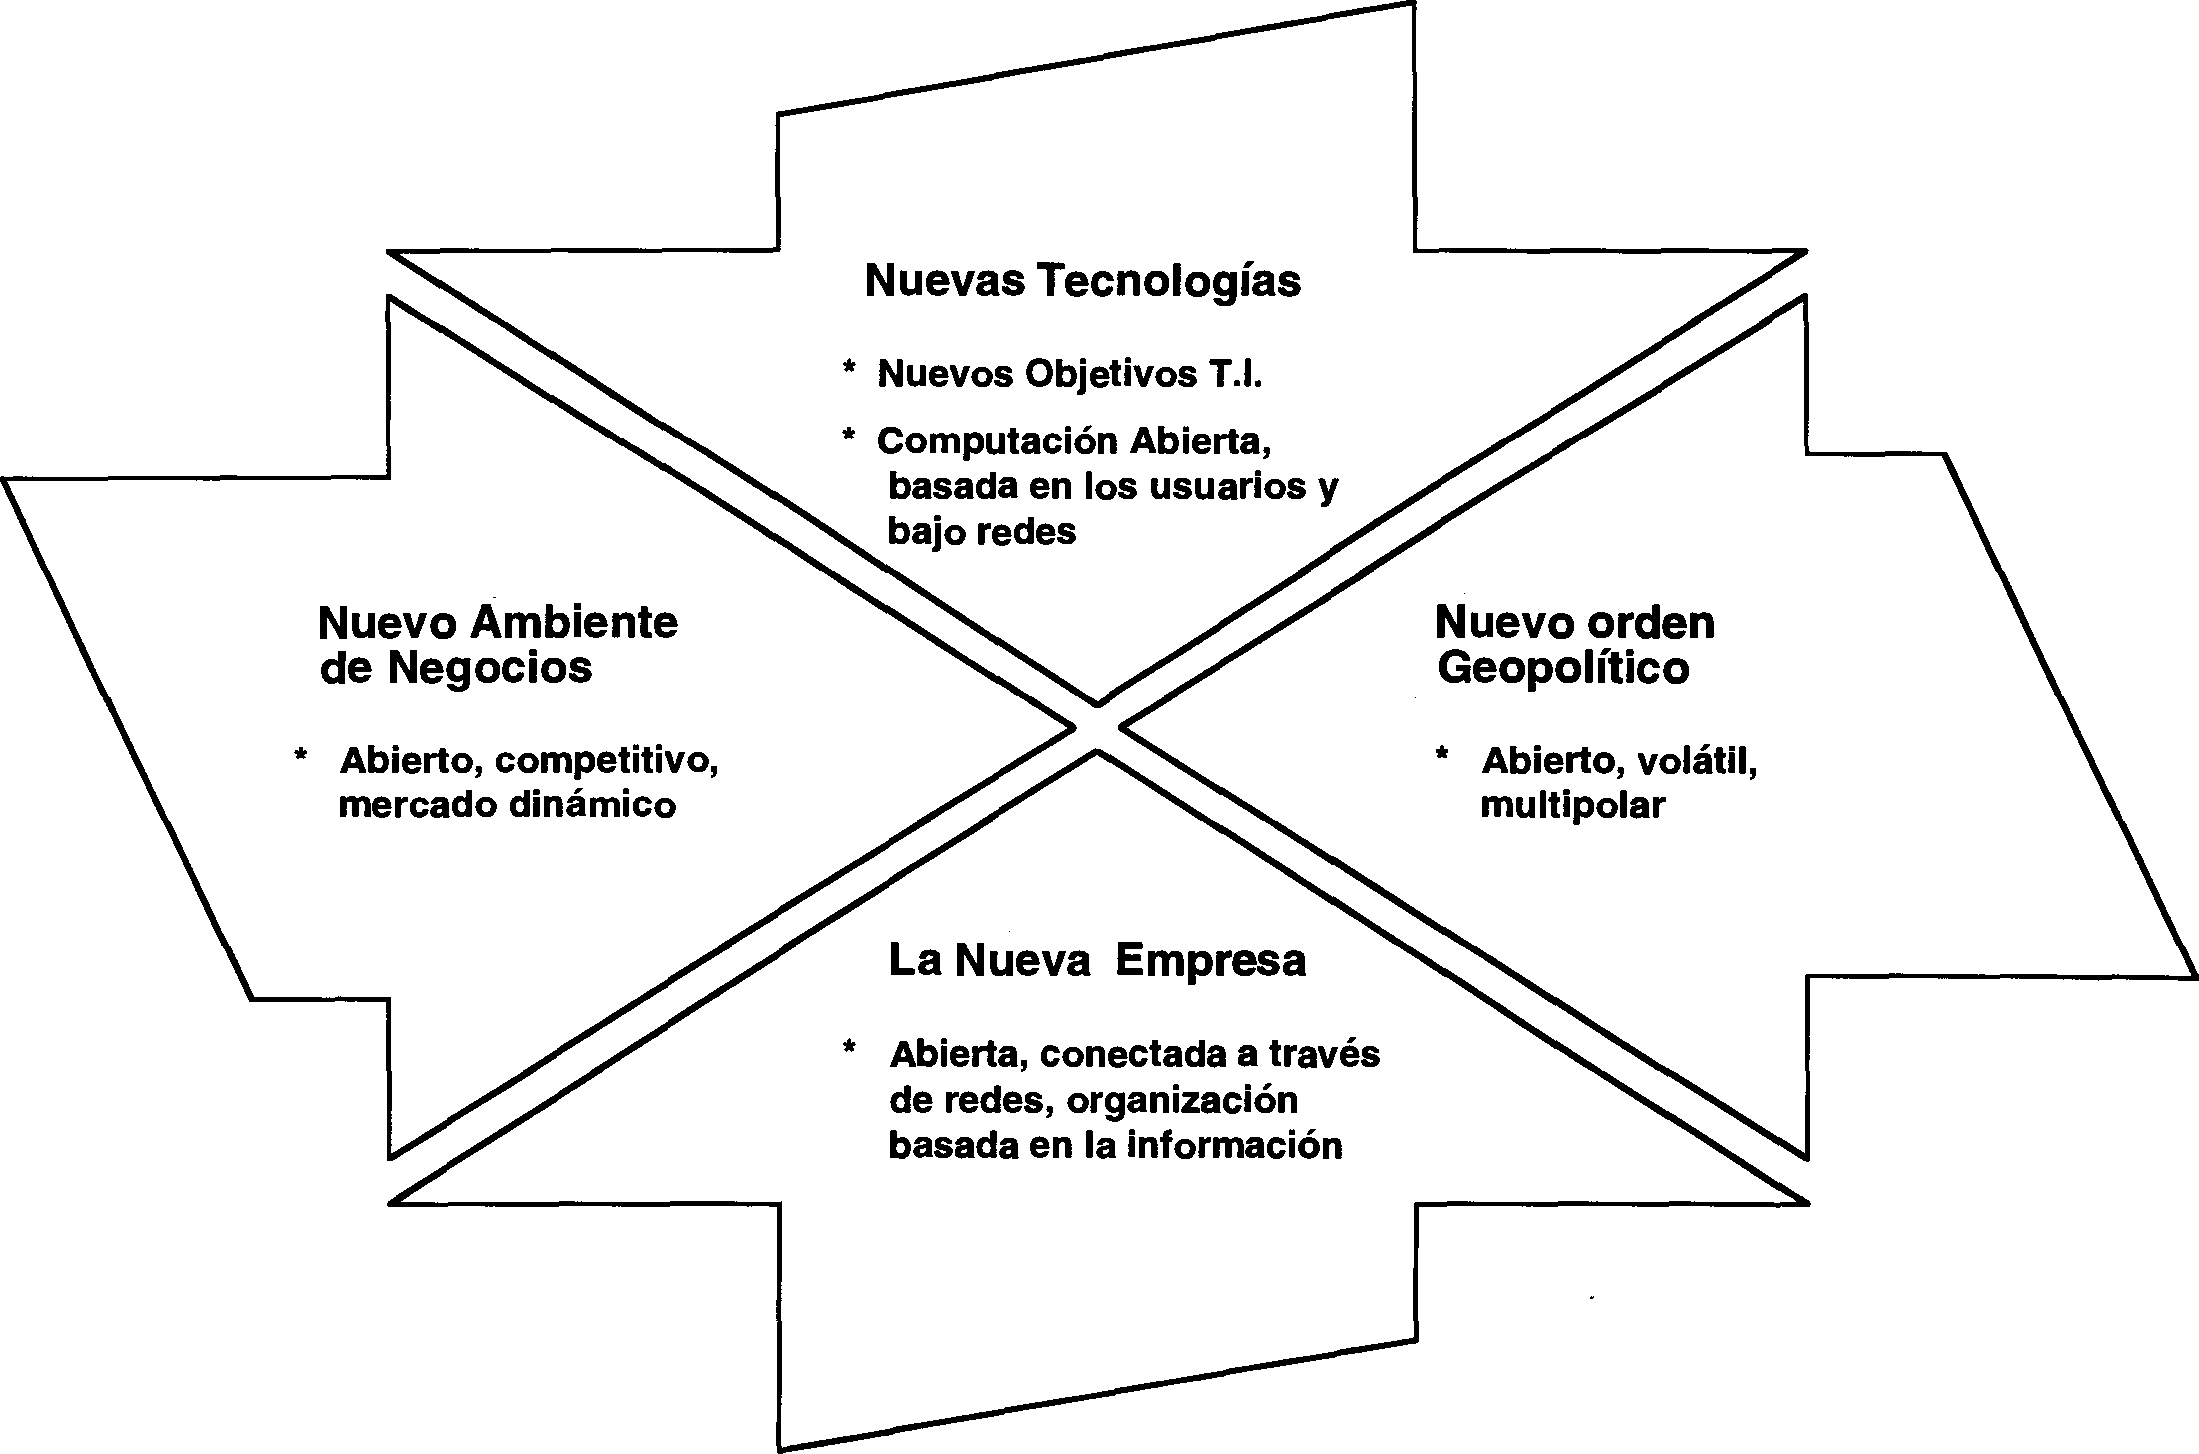 Nuevas Tecnologías
* Nuevos Objetivos T.I.
* Computación Abierta,
basada en los usuarios y
bajo redes
Nuevo Ambiente
de Negocios
* Abierto, competitivo,
mercado dinámico
Nuevo orden
Geopolítico
* Abierto, volátil,
multipolar
La Nueva Empresa
* Abierta, conectada a través
de redes, organización
basada en la información